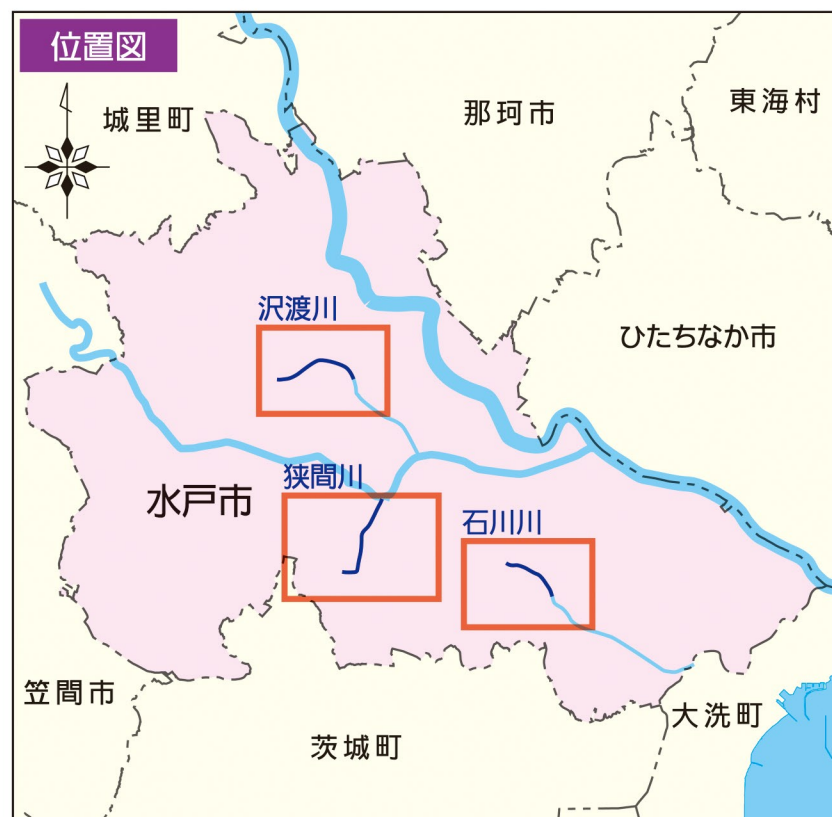 位置図
城里町
那珂市
東海村
沢渡川
ひたちなか市
狭間川
水戸市
石川川
笠間市
大洗町
茨城町